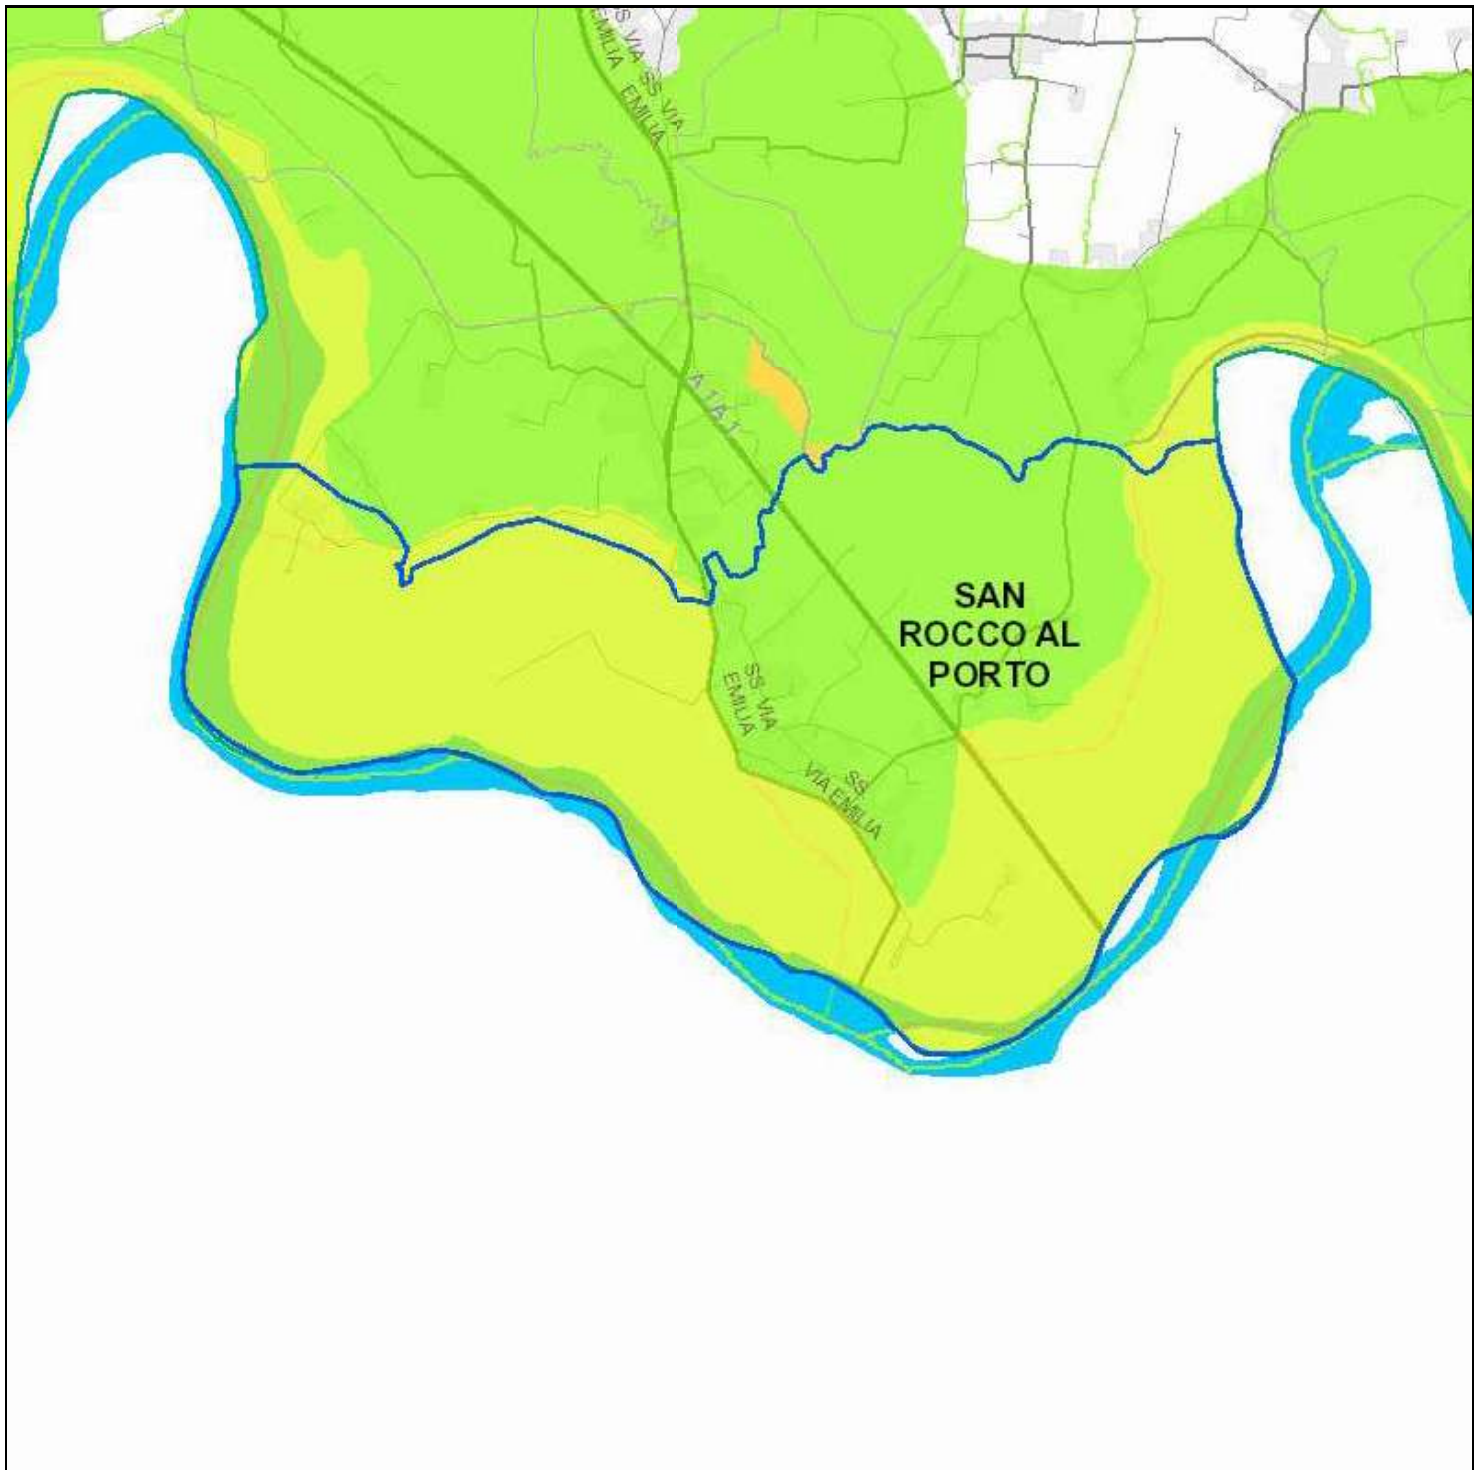 SS VIA
EMILIA
SS VIA
EMILIA
A 1
A 1
SAN
ROCCO AL
PORTO
SS VIA
EMILIA
SS
VIA EMILIA